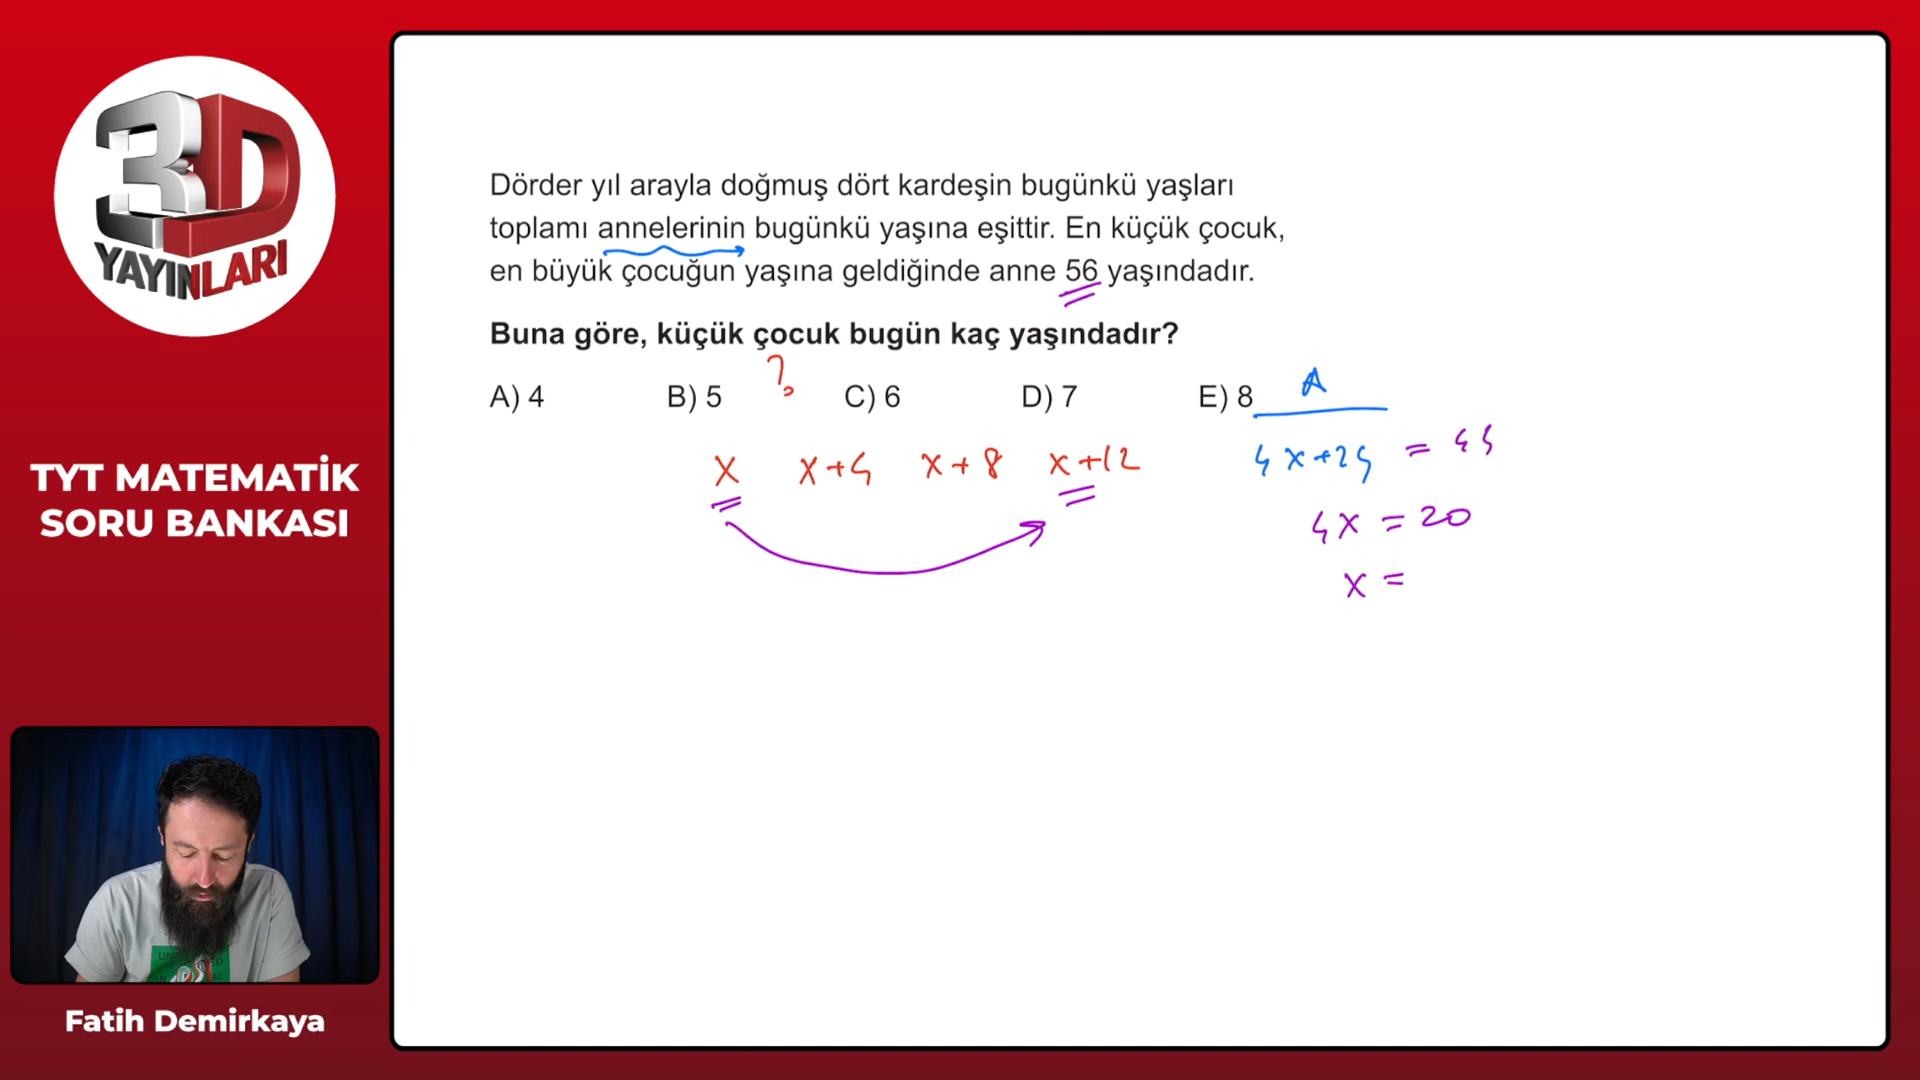 3D
YAYINLARI
TYT MATEMATİK
SORU BANKASI
Dörder yıl arayla doğmuş dört kardeşin bugünkü yaşları
toplamı annelerinin bugünkü yaşına eşittir. En küçük çocuk,
en büyük çocuğun yaşına geldiğinde anne 56 yaşındadır.
Buna göre, küçük çocuk bugün kaç yaşındadır?
?
A) 4 B) 5 C) 6 D) 7 E) 8
A
x x+4 x+8 x+12
4x+24 = 44
4x = 20
x =
Fatih Demirkaya